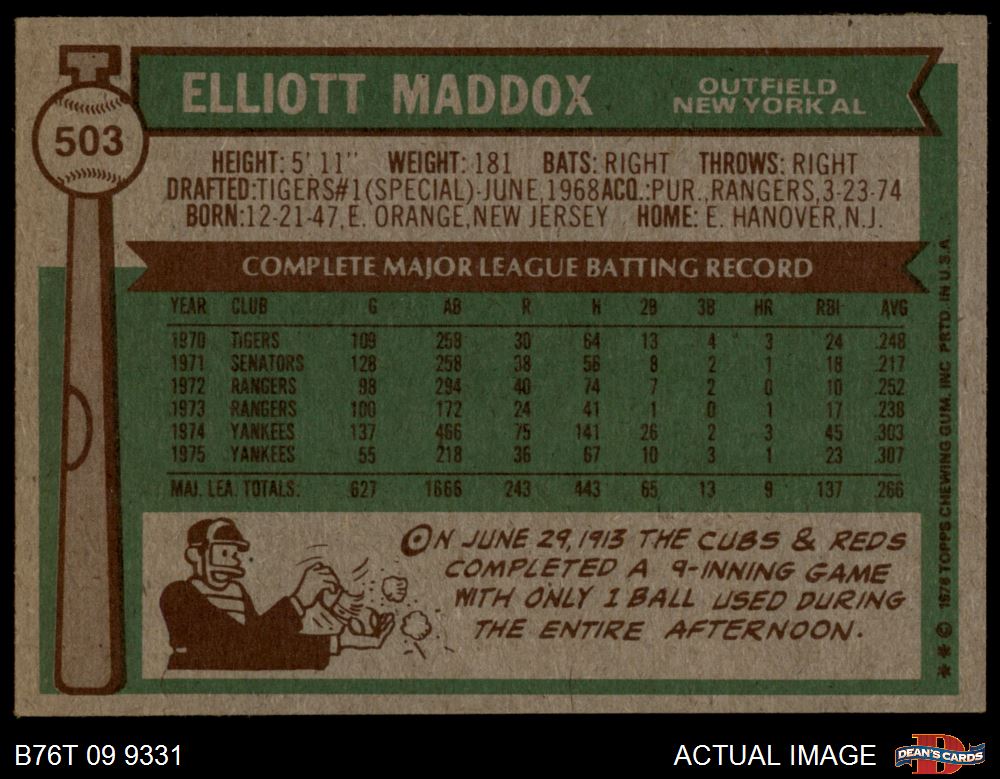 503
ELLIOTT MADDOX
OUTFIELD
NEW YORK AL
HEIGHT: 5' 11" WEIGHT: 181 BATS: RIGHT THROWS: RIGHT
DRAFTED:TIGERS#1(SPECIAL)-JUNE,1968 ACQ.:PUR.,RANGERS,3-23-74
BORN:12-21-47,E. ORANGE,NEW JERSEY HOME: E. HANOVER,N.J.
COMPLETE MAJOR LEAGUE BATTING RECORD
YEAR CLUB G AB R H 2B 3B HR RBI AVG
1970 TIGERS 109 258 30 64 13 4 3 24 .248
1971 SENATORS 128 258 38 56 8 2 1 18 .217
1972 RANGERS 98 294 40 74 7 2 0 10 .252
1973 RANGERS 100 172 24 41 1 0 1 17 .238
1974 YANKEES 137 466 75 141 26 2 3 45 .303
1975 YANKEES 55 218 36 67 10 3 1 23 .307
MAJ. LEA. TOTALS: 627 1666 243 443 65 13 9 137 .266
ON JUNE 29, 1913 THE CUBS & REDS
COMPLETED A 9-INNING GAME
WITH ONLY 1 BALL USED DURING
THE ENTIRE AFTERNOON.
** © 1976 TOPPS CHEWING GUM, INC PRTD. IN U.S.A.
B76T 09 9331
ACTUAL IMAGE
DEAN'S CARDS